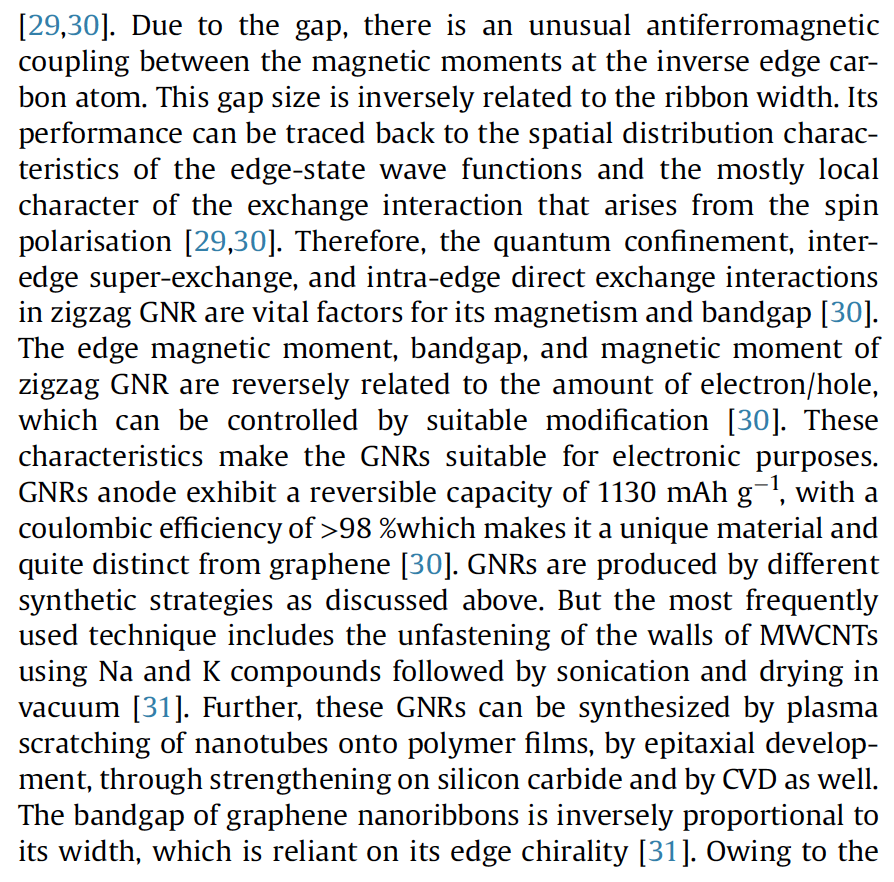 [29,30]. Due to the gap, there is an unusual antiferromagnetic
coupling between the magnetic moments at the inverse edge car-
bon atom. This gap size is inversely related to the ribbon width. Its
performance can be traced back to the spatial distribution charac-
teristics of the edge-state wave functions and the mostly local
character of the exchange interaction that arises from the spin
polarisation [29,30]. Therefore, the quantum confinement, inter-
edge super-exchange, and intra-edge direct exchange interactions
in zigzag GNR are vital factors for its magnetism and bandgap [30].
The edge magnetic moment, bandgap, and magnetic moment of
zigzag GNR are reversely related to the amount of electron/hole,
which can be controlled by suitable modification [30]. These
characteristics make the GNRs suitable for electronic purposes.
GNRs anode exhibit a reversible capacity of 1130 mAh g⁻¹, with a
coulombic efficiency of >98 %which makes it a unique material and
quite distinct from graphene [30]. GNRs are produced by different
synthetic strategies as discussed above. But the most frequently
used technique includes the unfastening of the walls of MWCNTs
using Na and K compounds followed by sonication and drying in
vacuum [31]. Further, these GNRs can be synthesized by plasma
scratching of nanotubes onto polymer films, by epitaxial develop-
ment, through strengthening on silicon carbide and by CVD as well.
The bandgap of graphene nanoribbons is inversely proportional to
its width, which is reliant on its edge chirality [31]. Owing to the